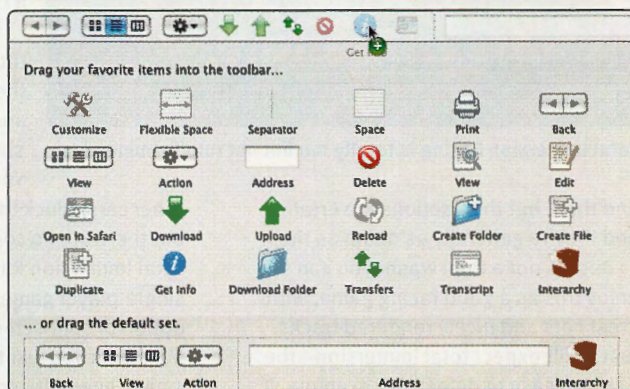 Get Info
Drag your favorite items into the toolbar...
Customize Flexible Space Separator Space Print Back
View Action Address Delete View Edit
Open in Safari Download Upload Reload Create Folder Create File
Duplicate Get Info Download Folder Transfers Transcript Interarchy
... or drag the default set.
Back View Action Address Interarchy